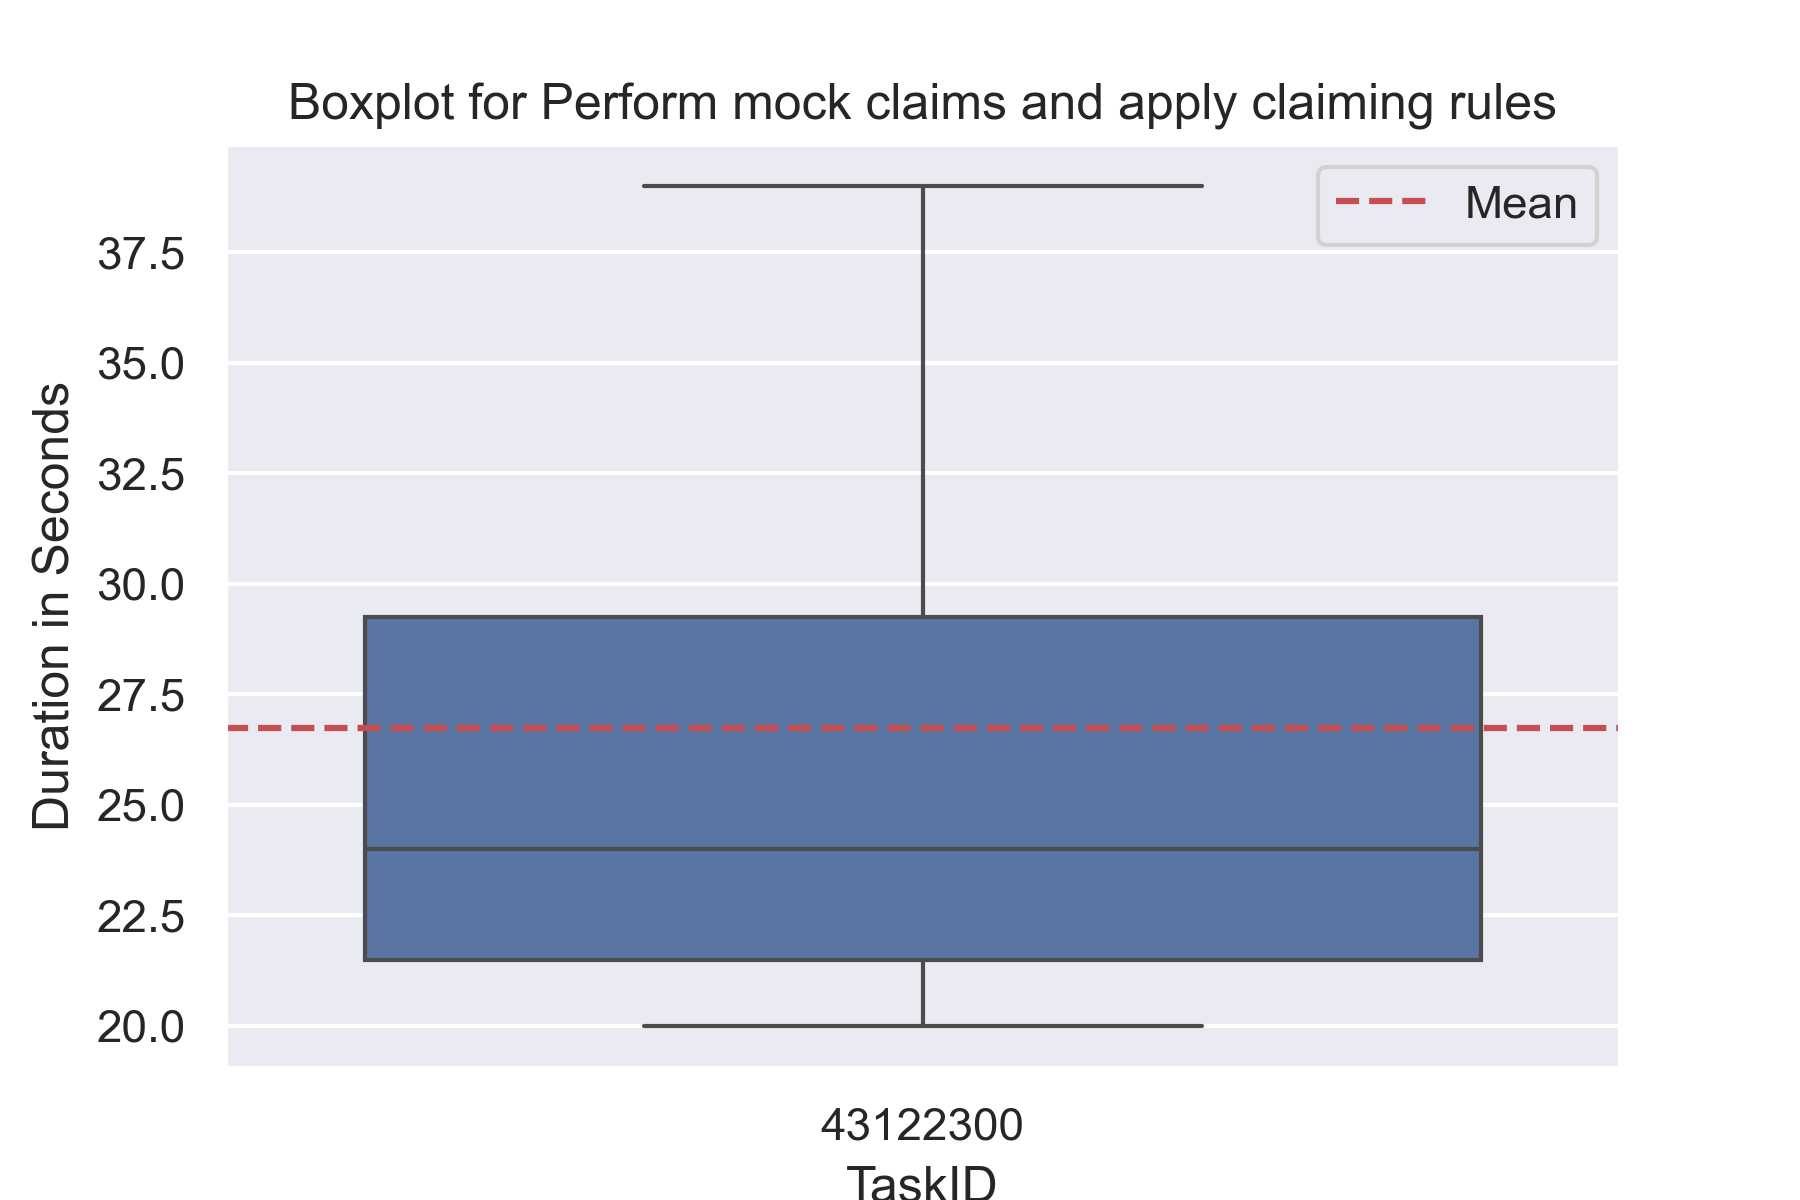 Boxplot for Perform mock claims and apply claiming rules
Mean
37.5
35.0
32.5
30.0
27.5
25.0
22.5
20.0
Duration in Seconds
43122300
TaskID